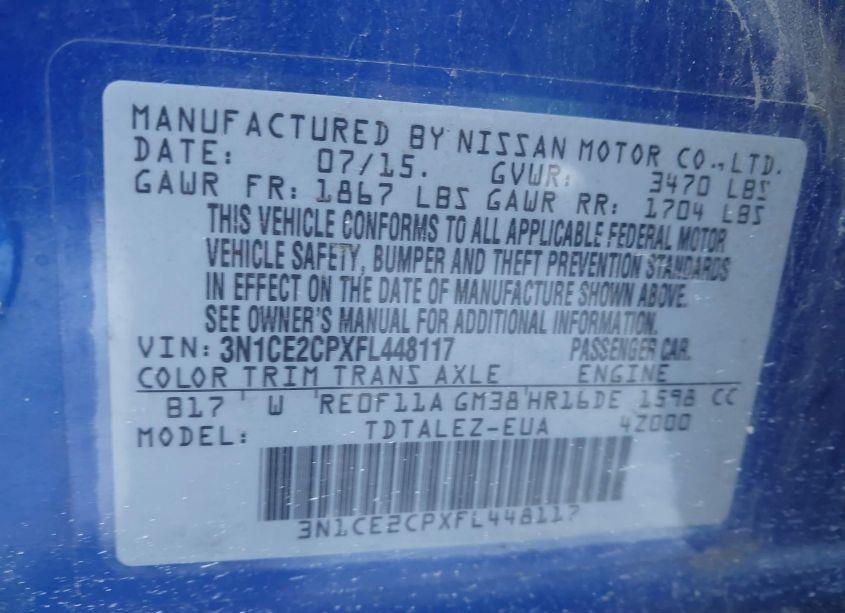 MANUFACTURED BY NISSAN MOTOR CO.,LTD.
DATE: 07/15. GVWR: 3470 LBS
GAWR FR: 1867 LBS GAWR RR: 1704 LBS
THIS VEHICLE CONFORMS TO ALL APPLICABLE FEDERAL MOTOR
VEHICLE SAFETY, BUMPER AND THEFT PREVENTION STANDARDS
IN EFFECT ON THE DATE OF MANUFACTURE SHOWN ABOVE.
SEE OWNER'S MANUAL FOR ADDITIONAL INFORMATION.
VIN: 3N1CE2CPXFL448117 PASSENGER CAR.
COLOR TRIM TRANS AXLE ENGINE
B17 W RE0F11A GM38 HR16DE 1598 CC
MODEL: TDTALEZ-EUA 4Z000
3N1CE2CPXFL448117